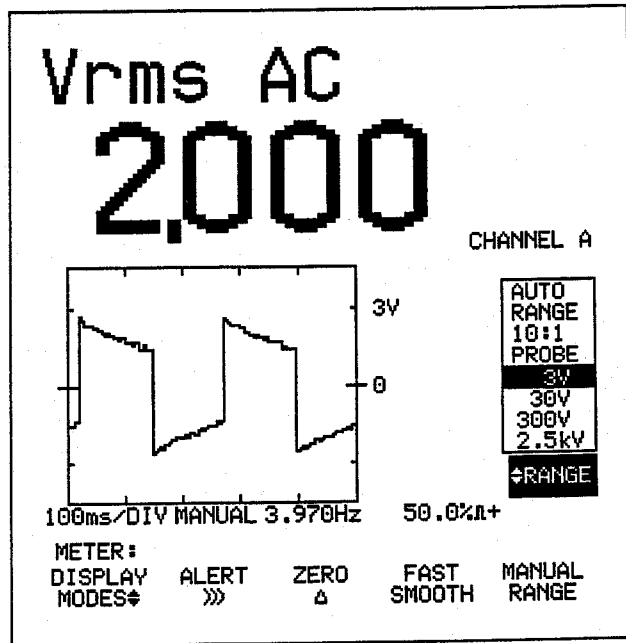 Vrms AC
2,000
CHANNEL A
3V
0
AUTO
RANGE
10:1
PROBE
3V
30V
300V
2.5kV
♦RANGE
100ms/DIV MANUAL 3.970Hz 50.0%⎍+
METER:
DISPLAY
MODES♦
ALERT
》》
ZERO
△
FAST
SMOOTH
MANUAL
RANGE